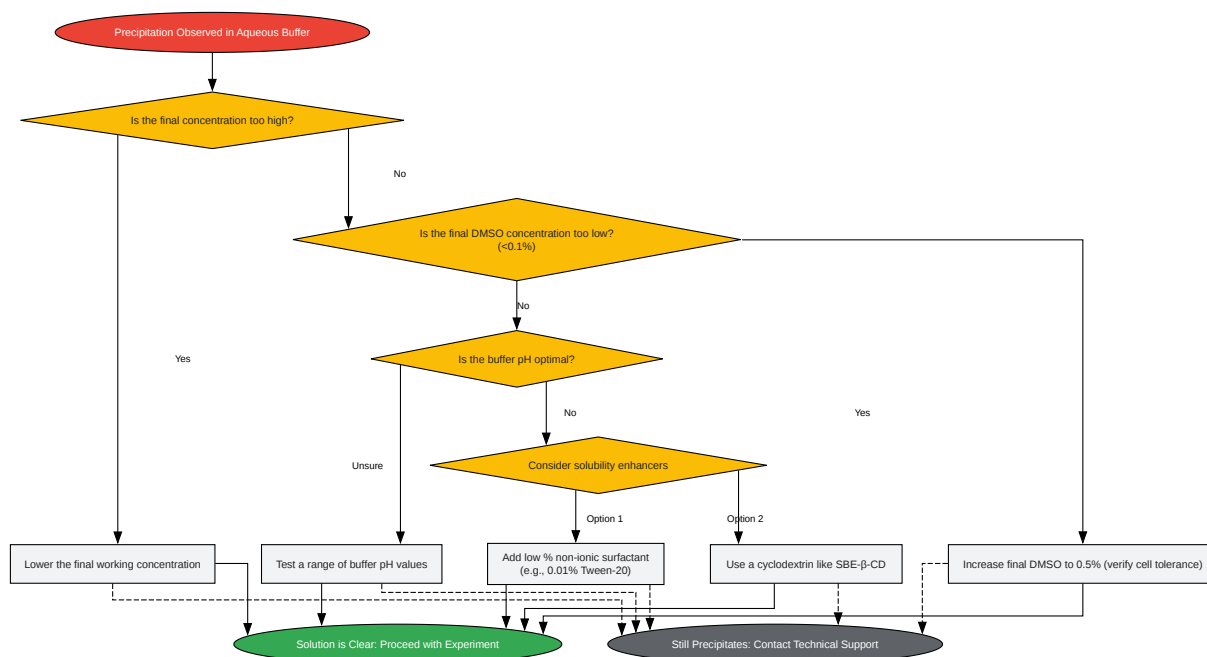 Precipitation Observed in Aqueous Buffer
Is the final concentration too high?
No
Is the final DMSO concentration too low?
(<0.1%)
No
Yes
Is the buffer pH optimal?
No
Yes
Unsure
Consider solubility enhancers
Option 1
Option 2
Lower the final working concentration
Test a range of buffer pH values
Add low % non-ionic surfactant
(e.g., 0.01% Tween-20)
Use a cyclodextrin like SBE-β-CD
Increase final DMSO to 0.5% (verify cell tolerance)
Solution is Clear: Proceed with Experiment
Still Precipitates: Contact Technical Support